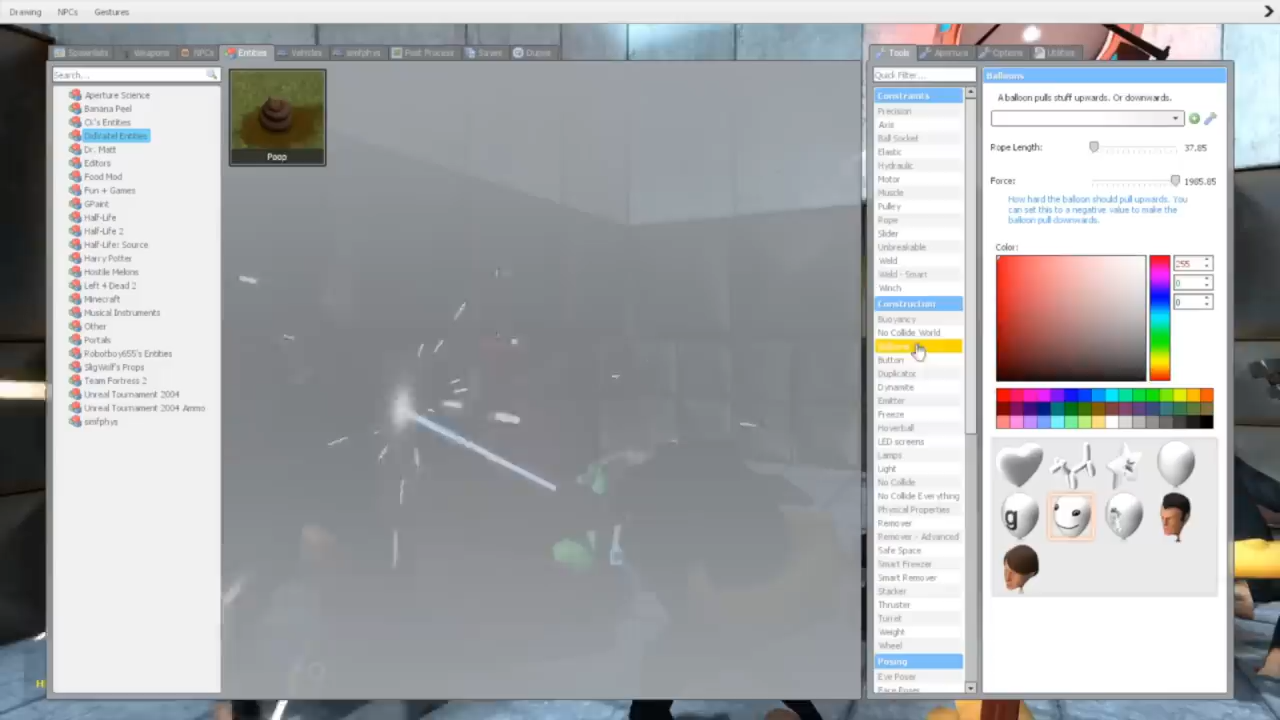 Drawing NPCs Gestures
Spawnlists Weapons NPCs Entities Vehicles simfphys Post Process Saves Dupes
Search...
Aperture Science
Banana Peel
Ck's Entities
Dr. Matt
Editors
Food Mod
Fun + Games
GPaint
Half-Life
Half-Life 2
Half-Life: Source
Harry Potter
Hostile Melons
Left 4 Dead 2
Minecraft
Musical Instruments
Other
Portals
Robotboy655's Entities
SligWolf's Props
Team Fortress 2
Unreal Tournament 2004
Unreal Tournament 2004 Ammo
simfphys
Poop
Tools Aperture Options Utilities
Quick Filter...
Constraints
Precision
Axis
Ball Socket
Elastic
Hydraulic
Motor
Muscle
Pulley
Rope
Slider
Unbreakable
Weld
Weld - Smart
Winch
Construction
Buoyancy
No Collide World
Balloons
Button
Duplicator
Dynamite
Emitter
Freeze
Hoverball
LED screens
Lamps
Light
No Collide
No Collide Everything
Physical Properties
Remover
Remover - Advanced
Safe Space
Smart Freezer
Smart Remover
Stacker
Thruster
Turret
Weight
Wheel
Posing
Eye Poser
Face Poser
Balloons
A balloon pulls stuff upwards. Or downwards.
Rope Length: 37.85
Force: 1905.85
How hard the balloon should pull upwards. You
can set this to a negative value to make the
balloon pull downwards.
Color:
255
0
0
g
H